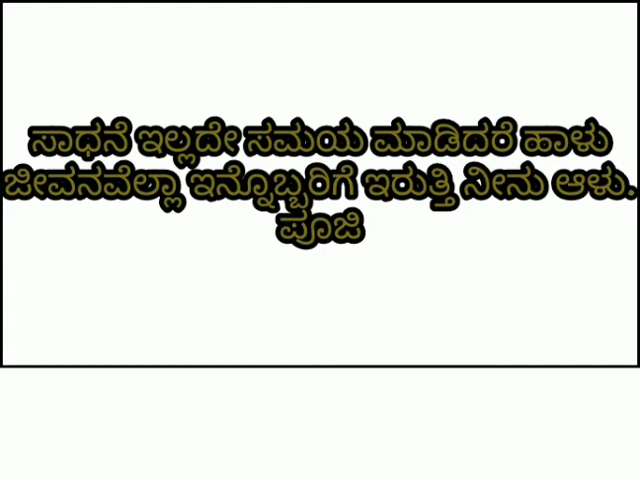 ಸಾಧನೆ ಇಲ್ಲದೇ ಸಮಯ ಮಾಡಿದರೆ ಹಾಳು
ಜೀವನವೆಲ್ಲಾ ಇನ್ನೊಬ್ಬರಿಗೆ ಇರುತ್ತಿ ನೀನು ಆಳು.
ಪೂಜಿ